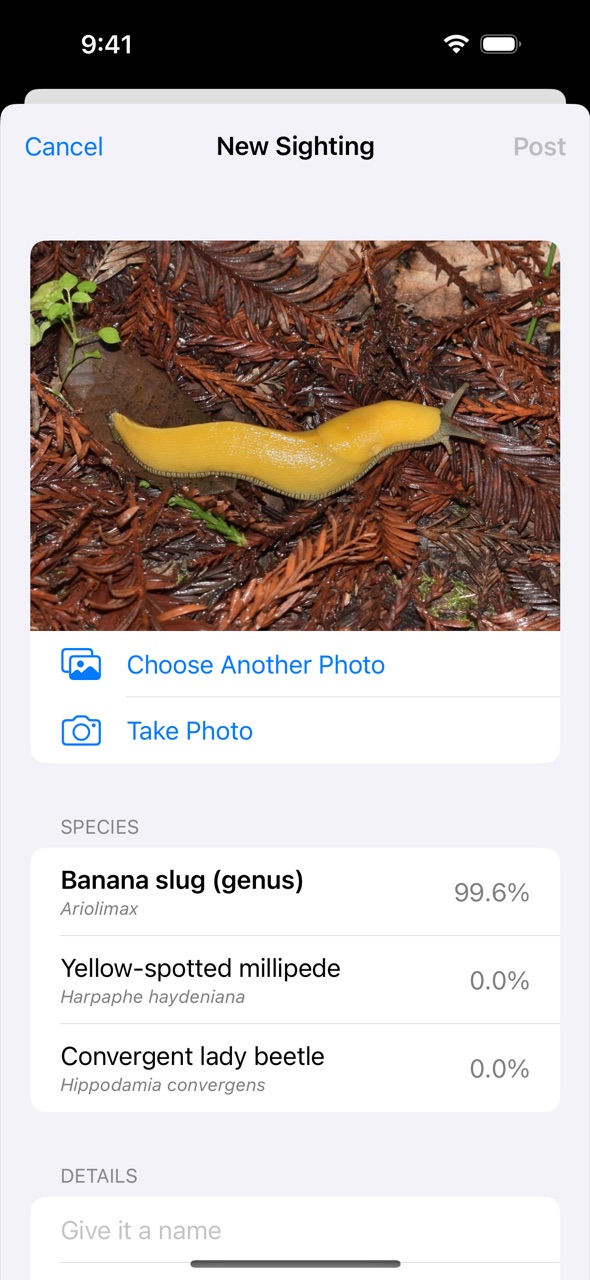 9:41
Cancel
New Sighting
Post
Choose Another Photo
Take Photo
SPECIES
Banana slug (genus)
99.6%
Ariolimax
Yellow-spotted millipede
0.0%
Harpaphe haydeniana
Convergent lady beetle
0.0%
Hippodamia convergens
DETAILS
Give it a name